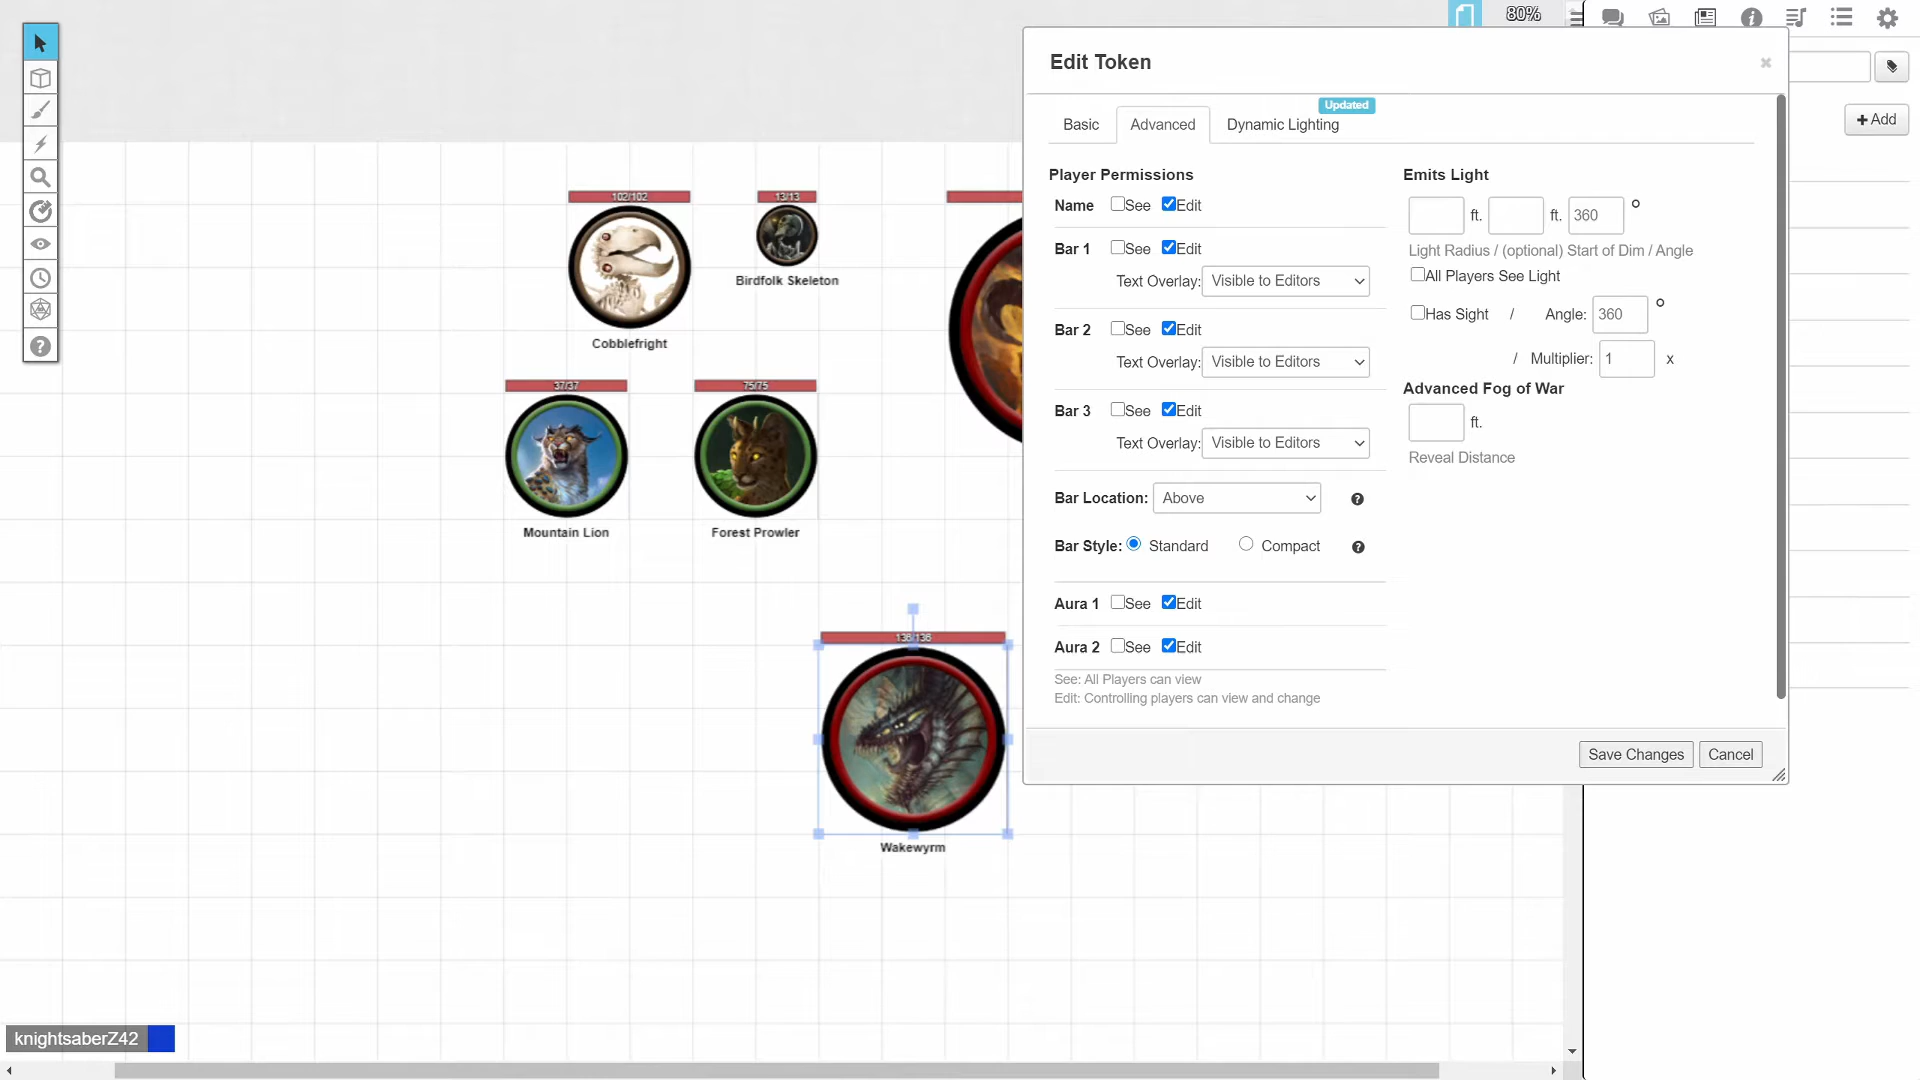 80%
Edit Token
×
Updated
Basic
Advanced
Dynamic Lighting
+ Add
Player Permissions
Emits Light
Name See Edit
ft. ft. 360 °
Bar 1 See Edit
Light Radius / (optional) Start of Dim / Angle
Text Overlay: Visible to Editors
All Players See Light
Has Sight / Angle: 360 °
Bar 2 See Edit
Text Overlay: Visible to Editors
/ Multiplier: 1 x
Advanced Fog of War
Bar 3 See Edit
ft.
Text Overlay: Visible to Editors
Reveal Distance
Bar Location: Above
Bar Style: Standard Compact
Aura 1 See Edit
Aura 2 See Edit
See: All Players can view
Edit: Controlling players can view and change
Save Changes
Cancel
102/102
13/13
Birdfolk Skeleton
Cobblefright
37/37
75/75
Mountain Lion
Forest Prowler
136/136
Wakewyrm
knightsaberZ42